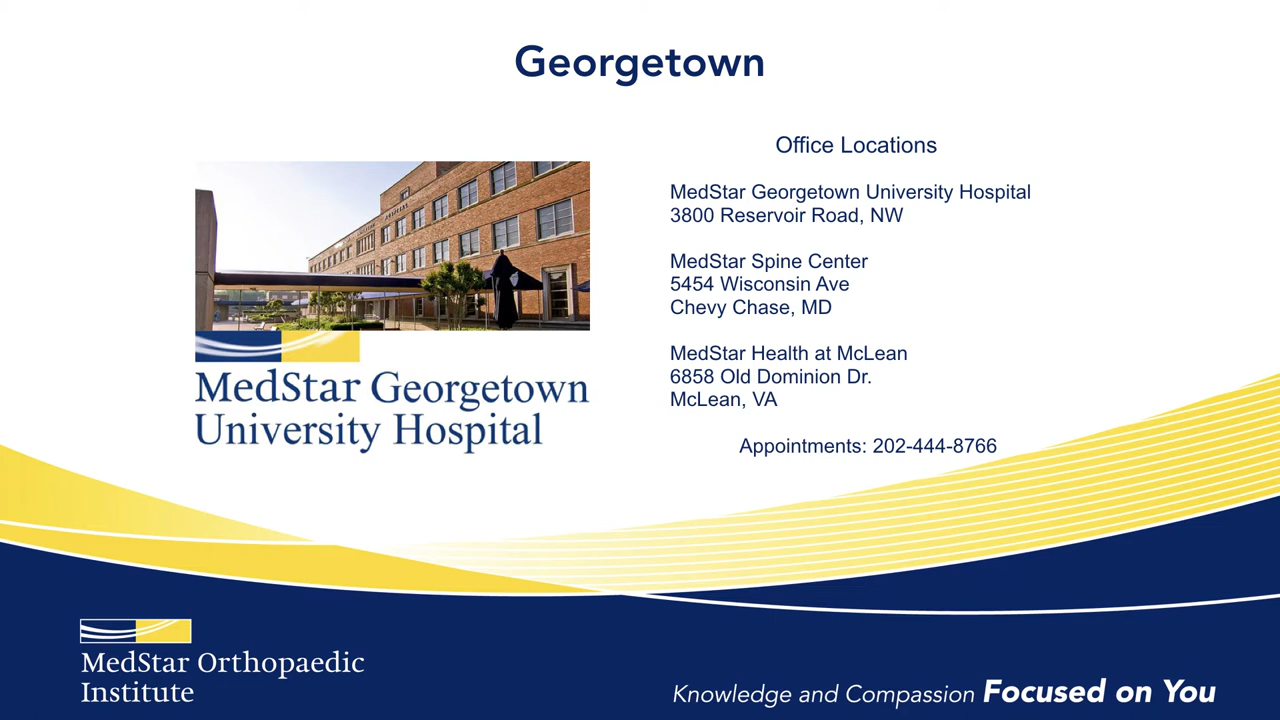 Georgetown
Office Locations
MedStar Georgetown University Hospital
3800 Reservoir Road, NW
MedStar Spine Center
5454 Wisconsin Ave
Chevy Chase, MD
MedStar Health at McLean
6858 Old Dominion Dr.
McLean, VA
Appointments: 202-444-8766
MedStar Georgetown
University Hospital
MedStar Orthopaedic
Institute
Knowledge and Compassion Focused on You